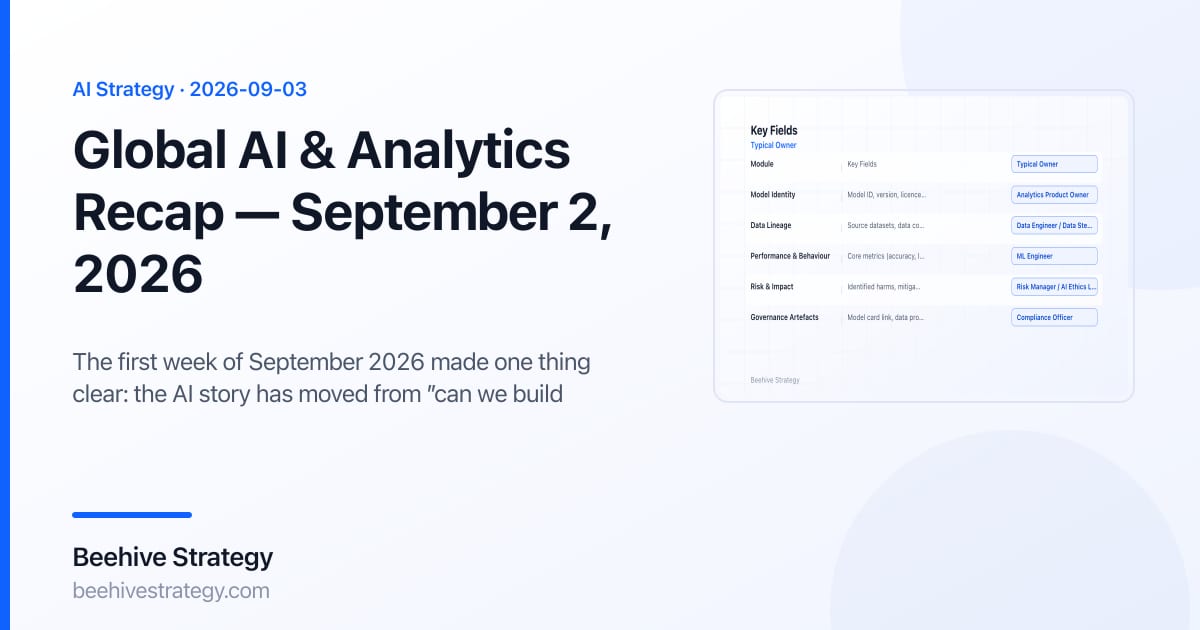 AI Strategy · 2026-09-03
Global AI & Analytics
Recap — September 2,
2026
The first week of September 2026 made one thing
clear: the AI story has moved from "can we build
Beehive Strategy
beehivestrategy.com
Key Fields
Typical Owner
Module Key Fields Typical Owner
Model Identity Model ID, version, licence... Analytics Product Owner
Data Lineage Source datasets, data co... Data Engineer / Data Ste...
Performance & Behaviour Core metrics (accuracy, l... ML Engineer
Risk & Impact Identified harms, mitiga... Risk Manager / AI Ethics L...
Governance Artefacts Model card link, data pro... Compliance Officer
Beehive Strategy